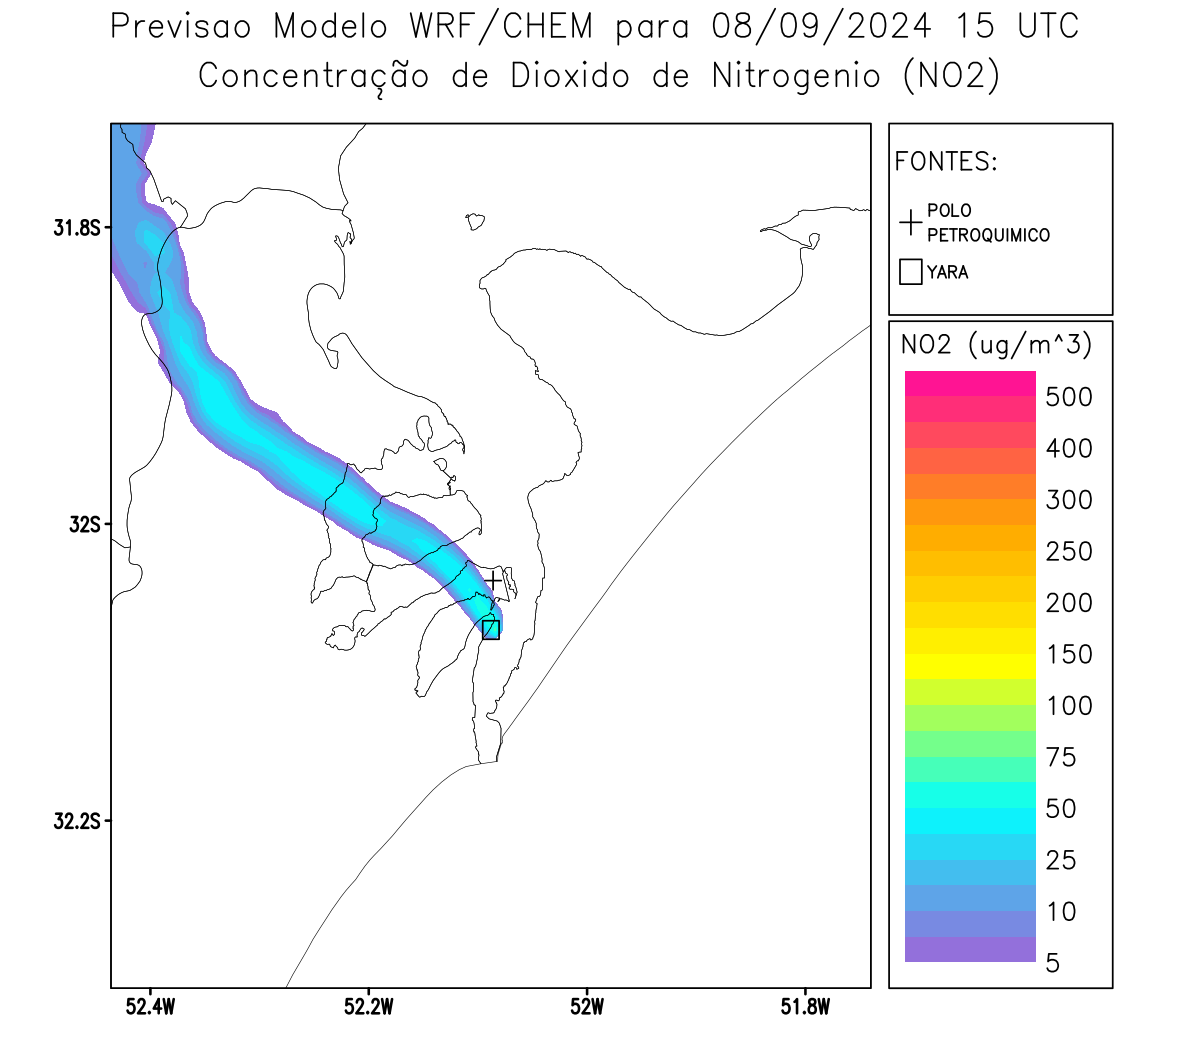 Previsao Modelo WRF/CHEM para 08/09/2024 15 UTC
Concentração de Dioxido de Nitrogenio (NO2)
FONTES:
POLO
PETROQUIMICO
YARA
NO2 (ug/m^3)
500
400
300
250
200
150
100
75
50
25
10
5
31.8S
32S
32.2S
52.4W
52.2W
52W
51.8W